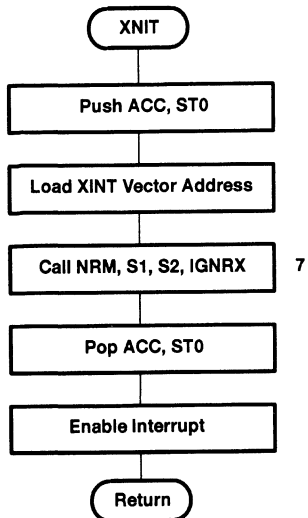 XNIT
Push ACC, ST0
Load XINT Vector Address
Call NRM, S1, S2, IGNRX 7
Pop ACC, ST0
Enable Interrupt
Return